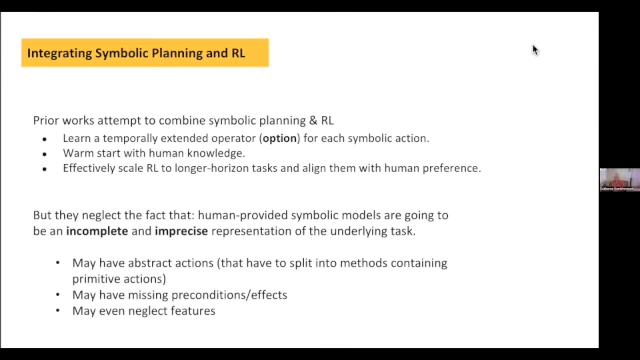 Integrating Symbolic Planning and RL
Prior works attempt to combine symbolic planning & RL
• Learn a temporally extended operator (option) for each symbolic action.
• Warm start with human knowledge.
• Effectively scale RL to longer-horizon tasks and align them with human preference.
But they neglect the fact that: human-provided symbolic models are going to
be an incomplete and imprecise representation of the underlying task.
• May have abstract actions (that have to split into methods containing
primitive actions)
• May have missing preconditions/effects
• May even neglect features